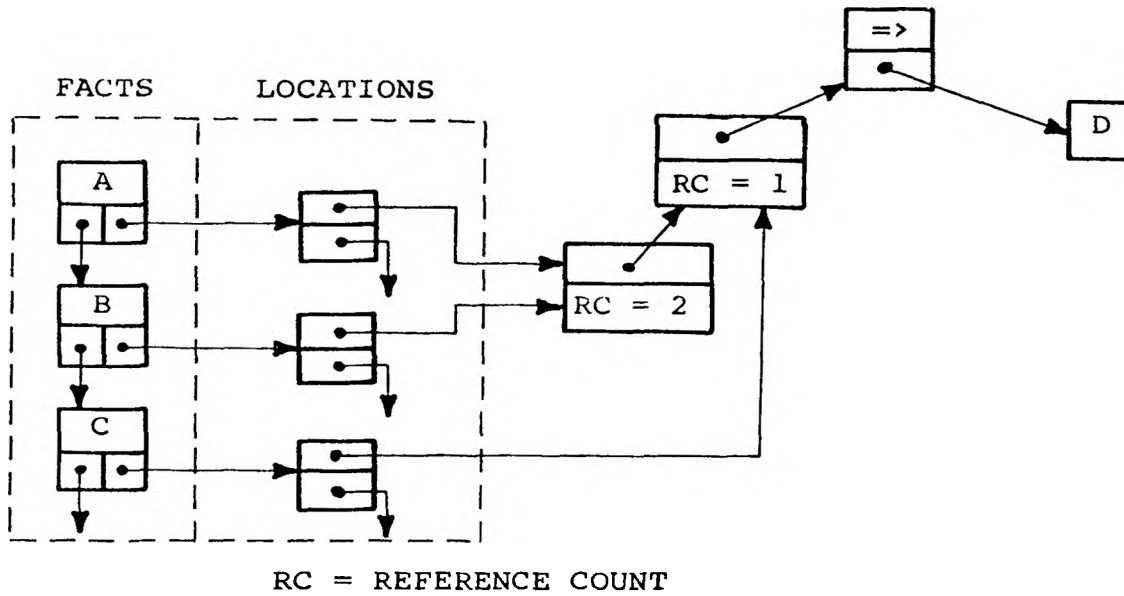 =>
FACTS LOCATIONS
D
A
RC = 1
B
RC = 2
C
RC = REFERENCE COUNT